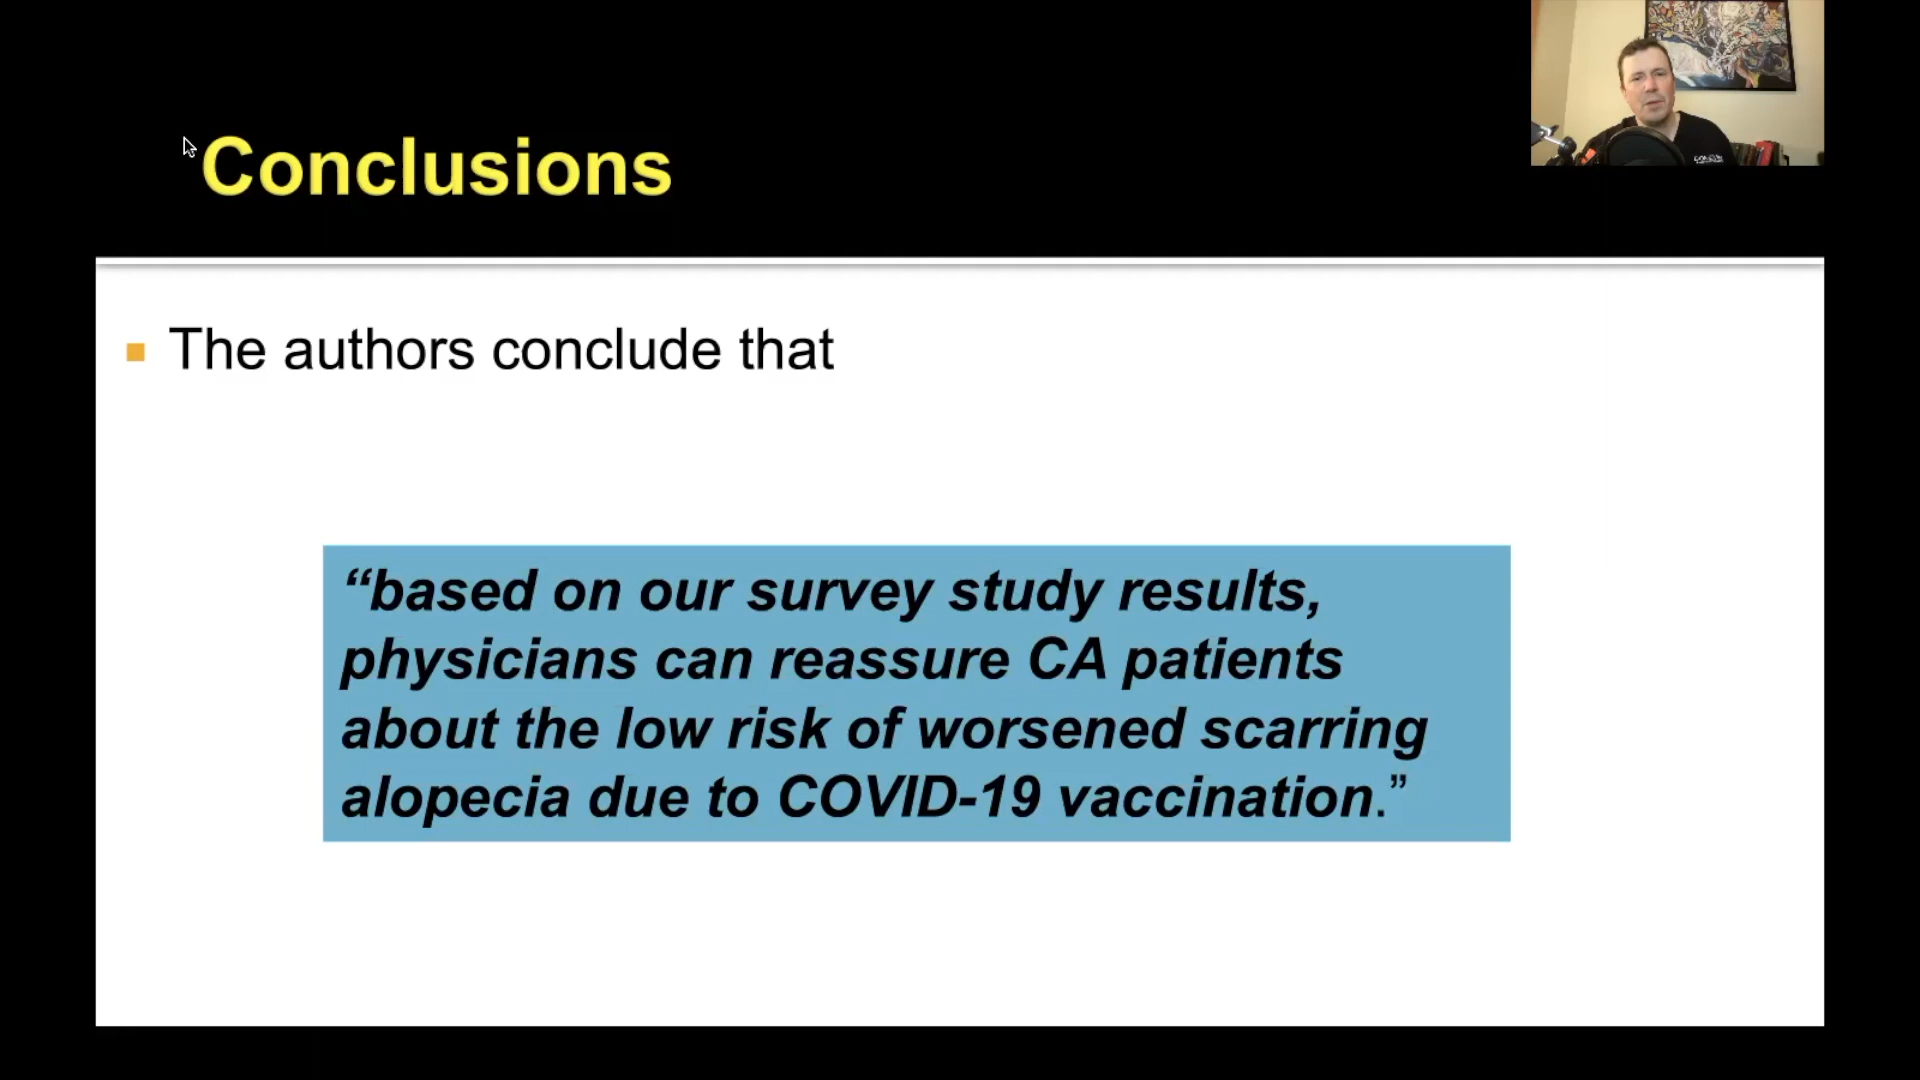 Conclusions
The authors conclude that
“based on our survey study results,
physicians can reassure CA patients
about the low risk of worsened scarring
alopecia due to COVID-19 vaccination.”